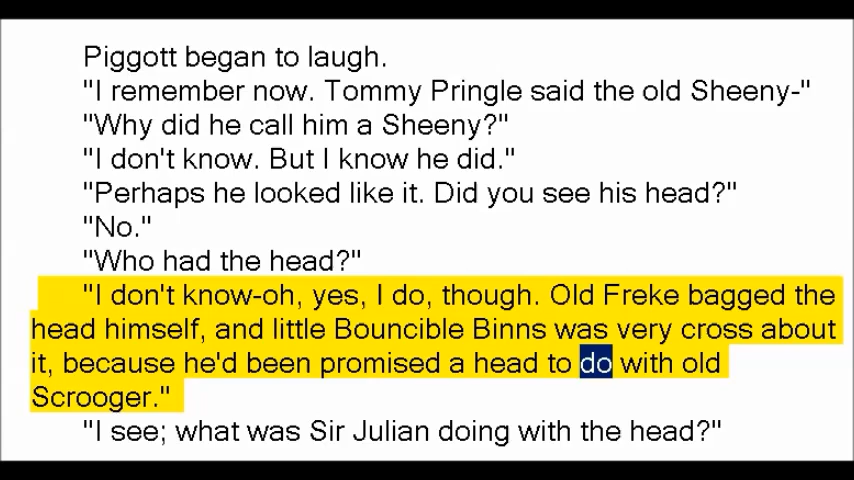 Piggott began to laugh.
"I remember now. Tommy Pringle said the old Sheeny-"
"Why did he call him a Sheeny?"
"I don't know. But I know he did."
"Perhaps he looked like it. Did you see his head?"
"No."
"Who had the head?"
"I don't know-oh, yes, I do, though. Old Freke bagged the
head himself, and little Bouncible Binns was very cross about
it, because he'd been promised a head to do with old
Scrooger."
"I see; what was Sir Julian doing with the head?"